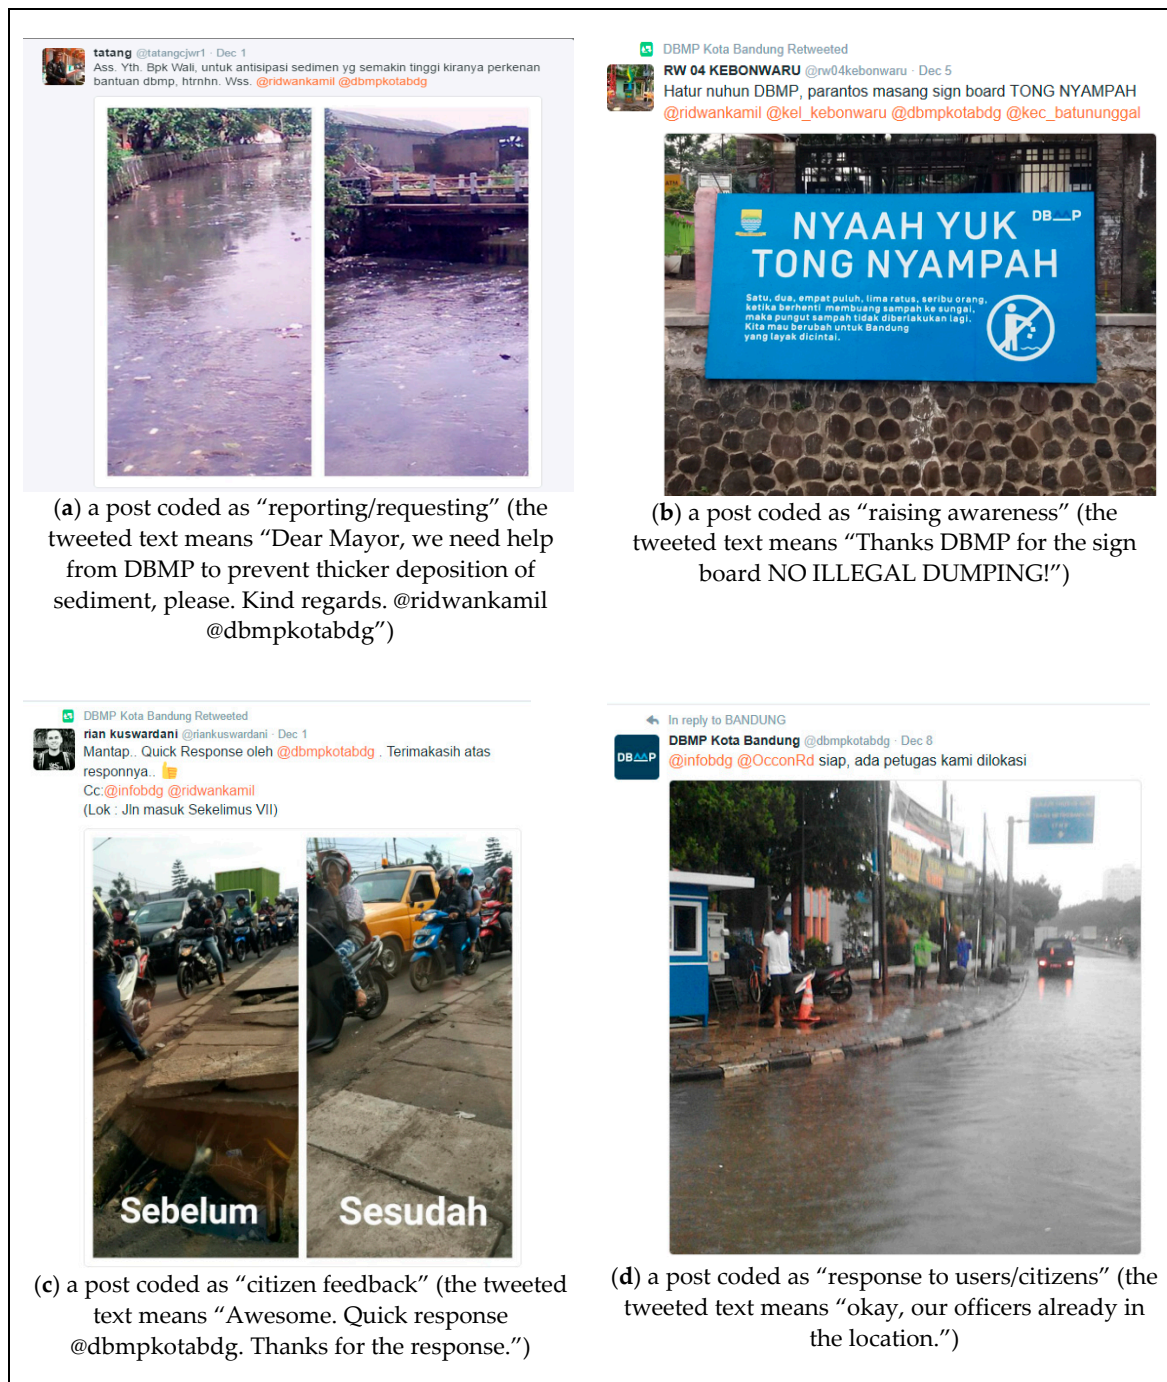 tatang @tatangcjwr1 · Dec 1
Ass. Yth. Bpk Wali, untuk antisipasi sedimen yg semakin tinggi kiranya perkenan
bantuan dbmp, htrnhn. Wss. @ridwankamil @dbmpkotabdg
(a) a post coded as “reporting/requesting” (the
tweeted text means “Dear Mayor, we need help
from DBMP to prevent thicker deposition of
sediment, please. Kind regards. @ridwankamil
@dbmpkotabdg”)
DBMP Kota Bandung Retweeted
RW 04 KEBONWARU @rw04kebonwaru · Dec 5
Hatur nuhun DBMP, parantos masang sign board TONG NYAMPAH
@ridwankamil @kel_kebonwaru @dbmpkotabdg @kec_batununggal
DBMP
NYAAH YUK
TONG NYAMPAH
Satu, dua, empat puluh, lima ratus, seribu orang,
ketika berhenti membuang sampah ke sungai,
maka pungut sampah tidak diberlakukan lagi.
Kita mau berubah untuk Bandung
yang layak dicintai.
(b) a post coded as “raising awareness” (the
tweeted text means “Thanks DBMP for the sign
board NO ILLEGAL DUMPING!”)
DBMP Kota Bandung Retweeted
rian kuswardani @riankuswardani · Dec 1
Mantap.. Quick Response oleh @dbmpkotabdg . Terimakasih atas
responnya.. 👍
Cc:@infobdg @ridwankamil
(Lok : Jln masuk Sekelimus VII)
Sebelum
Sesudah
(c) a post coded as “citizen feedback” (the tweeted
text means “Awesome. Quick response
@dbmpkotabdg. Thanks for the response.”)
In reply to BANDUNG
DBMP
DBMP Kota Bandung @dbmpkotabdg · Dec 8
@infobdg @OcconRd siap, ada petugas kami dilokasi
(d) a post coded as “response to users/citizens” (the
tweeted text means “okay, our officers already in
the location.”)